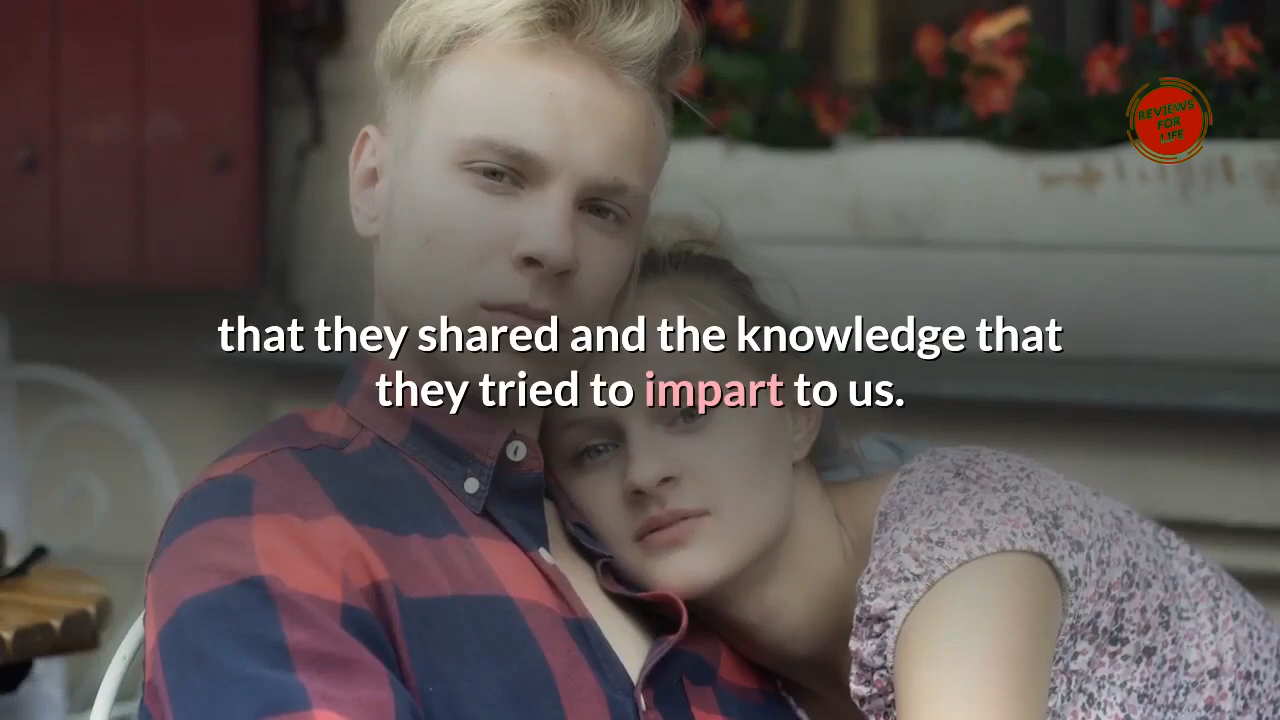 REVIEWS
FOR
LIFE
that they shared and the knowledge that
they tried to impart to us.